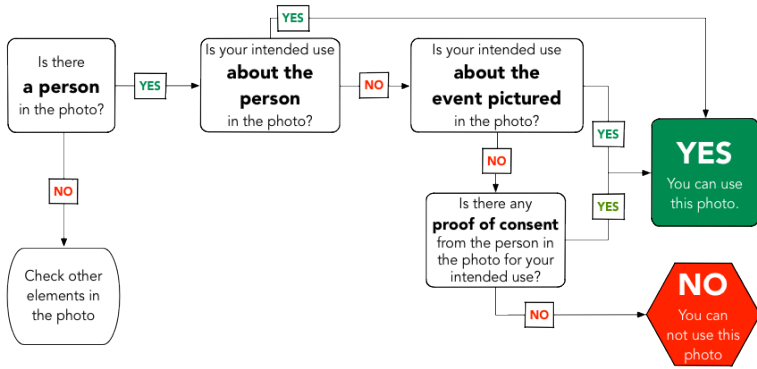 YES
Is there
a person
in the photo?
YES
Is your intended use
about the
person
in the photo?
NO
Is your intended use
about the
event pictured
in the photo?
YES
YES
You can use
this photo.
NO
NO
Is there any
proof of consent
from the person in
the photo for your
intended use?
YES
Check other
elements in
the photo
NO
NO
You can
not use this
photo